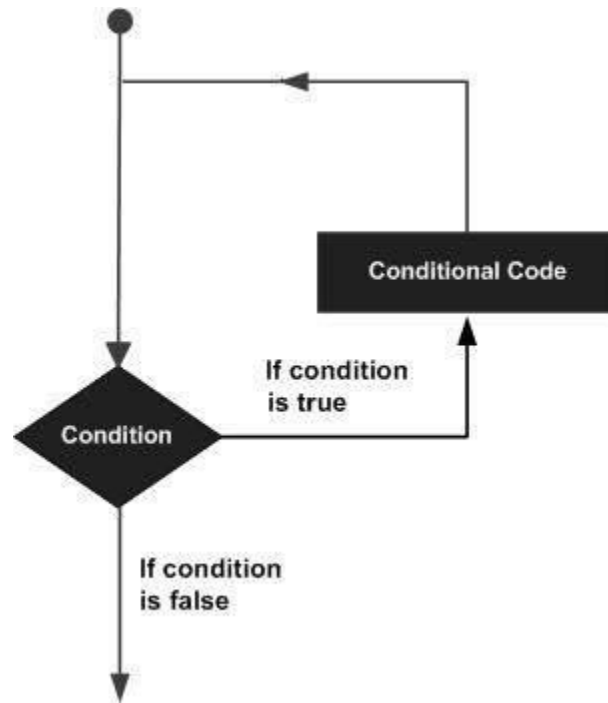 Conditional Code
If condition
is true
Condition
If condition
is false